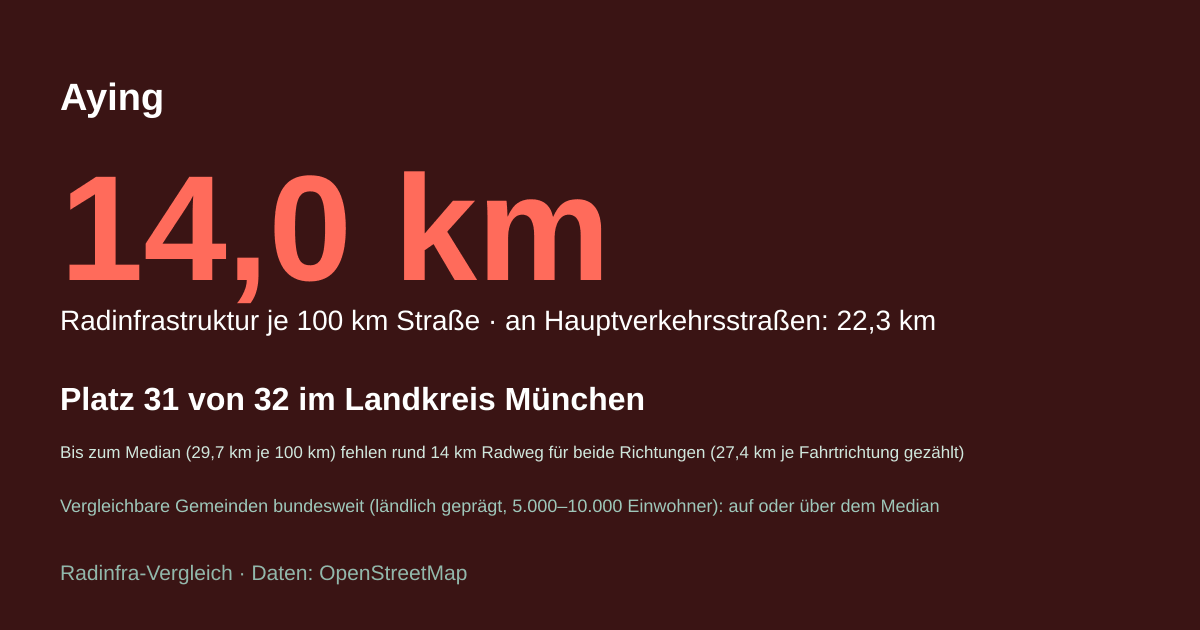 Aying
14,0 km
Radinfrastruktur je 100 km Straße · an Hauptverkehrsstraßen: 22,3 km
Platz 31 von 32 im Landkreis München
Bis zum Median (29,7 km je 100 km) fehlen rund 14 km Radweg für beide Richtungen (27,4 km je Fahrtrichtung gezählt)
Vergleichbare Gemeinden bundesweit (ländlich geprägt, 5.000–10.000 Einwohner): auf oder über dem Median
Radinfra-Vergleich · Daten: OpenStreetMap